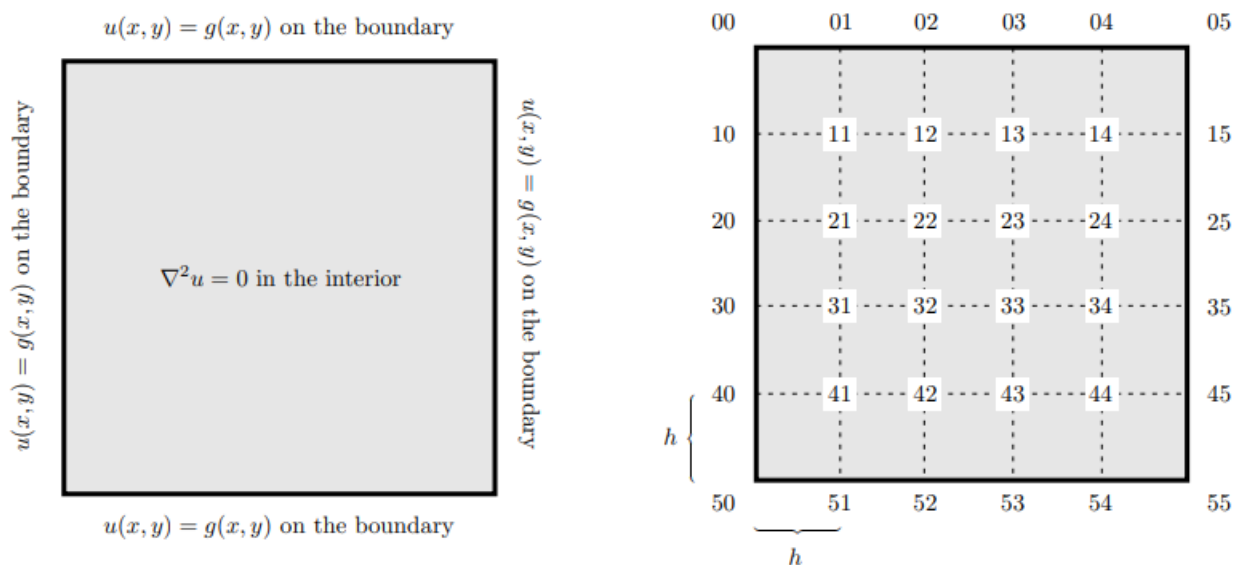 u(x, y) = g(x, y) on the boundary
u(x, y) = g(x, y) on the boundary
∇²u = 0 in the interior
u(x, y) = g(x, y) on the boundary
u(x, y) = g(x, y) on the boundary
00 01 02 03 04 05
10 11 12 13 14 15
20 21 22 23 24 25
30 31 32 33 34 35
40 41 42 43 44 45
h
50 51 52 53 54 55
h